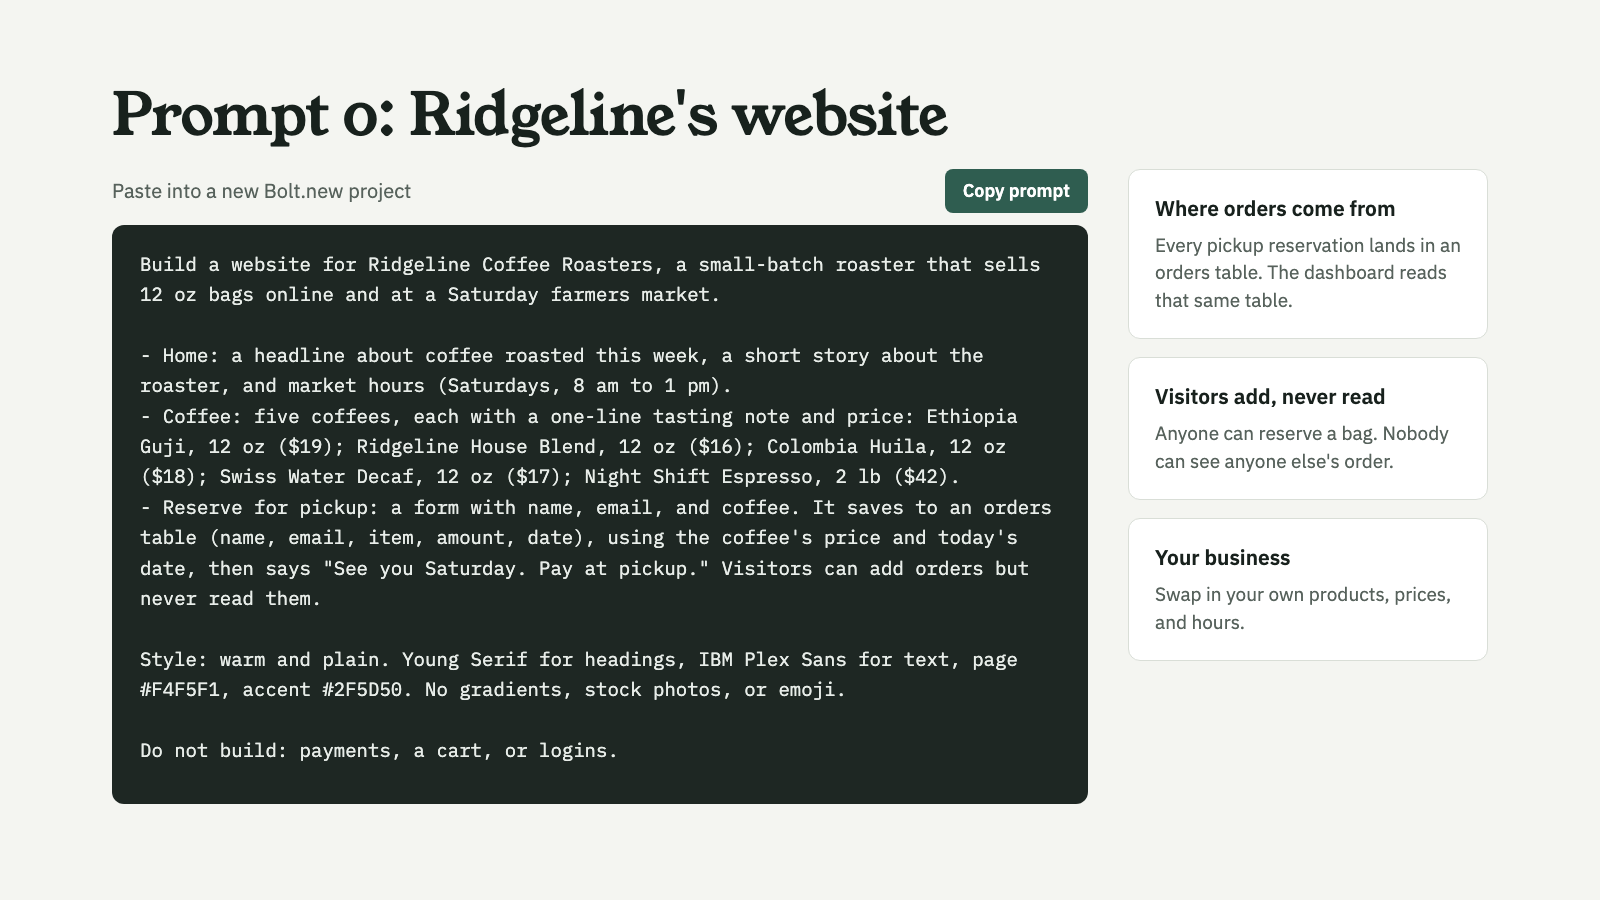 Prompt 0: Ridgeline's website
Paste into a new Bolt.new project
Copy prompt
Build a website for Ridgeline Coffee Roasters, a small-batch roaster that sells
12 oz bags online and at a Saturday farmers market.
- Home: a headline about coffee roasted this week, a short story about the
roaster, and market hours (Saturdays, 8 am to 1 pm).
- Coffee: five coffees, each with a one-line tasting note and price: Ethiopia
Guji, 12 oz ($19); Ridgeline House Blend, 12 oz ($16); Colombia Huila, 12 oz
($18); Swiss Water Decaf, 12 oz ($17); Night Shift Espresso, 2 lb ($42).
- Reserve for pickup: a form with name, email, and coffee. It saves to an orders
table (name, email, item, amount, date), using the coffee's price and today's
date, then says "See you Saturday. Pay at pickup." Visitors can add orders but
never read them.
Style: warm and plain. Young Serif for headings, IBM Plex Sans for text, page
#F4F5F1, accent #2F5D50. No gradients, stock photos, or emoji.
Do not build: payments, a cart, or logins.
Where orders come from
Every pickup reservation lands in an
orders table. The dashboard reads
that same table.
Visitors add, never read
Anyone can reserve a bag. Nobody
can see anyone else's order.
Your business
Swap in your own products, prices,
and hours.